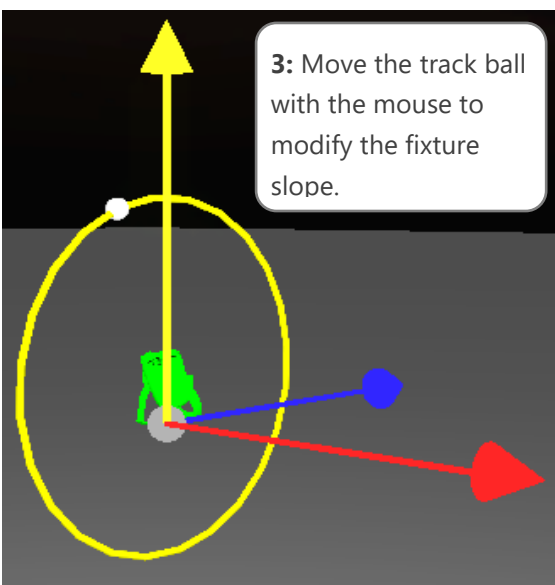 3: Move the track ball
with the mouse to
modify the fixture
slope.